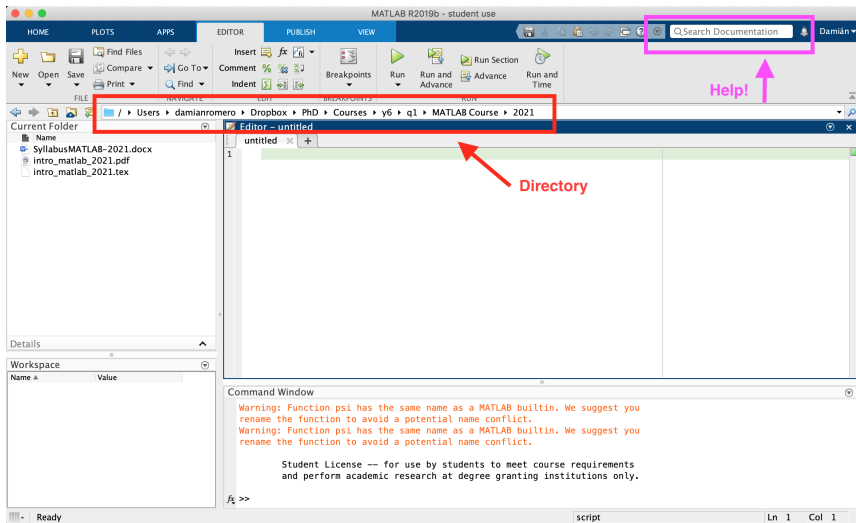 MATLAB R2019b - student use
HOME PLOTS APPS EDITOR PUBLISH VIEW
Search Documentation Damián
New Open Save Find Files Compare Print
FILE
Go To Find
NAVIGATE
Insert fx
Comment %
Indent
EDIT
Breakpoints
BREAKPOINTS
Run Run and Advance Run Section Advance Run and Time
RUN
Help!
/ Users damianromero Dropbox PhD Courses y6 q1 MATLAB Course 2021
Directory
Current Folder
Name
SyllabusMATLAB-2021.docx
intro_matlab_2021.pdf
intro_matlab_2021.tex
Details
Workspace
Name Value
Editor - untitled
untitled +
1
Command Window
Warning: Function psi has the same name as a MATLAB builtin. We suggest you
rename the function to avoid a potential name conflict.
Warning: Function psi has the same name as a MATLAB builtin. We suggest you
rename the function to avoid a potential name conflict.
Student License -- for use by students to meet course requirements
and perform academic research at degree granting institutions only.
fx >>
Ready
script Ln 1 Col 1